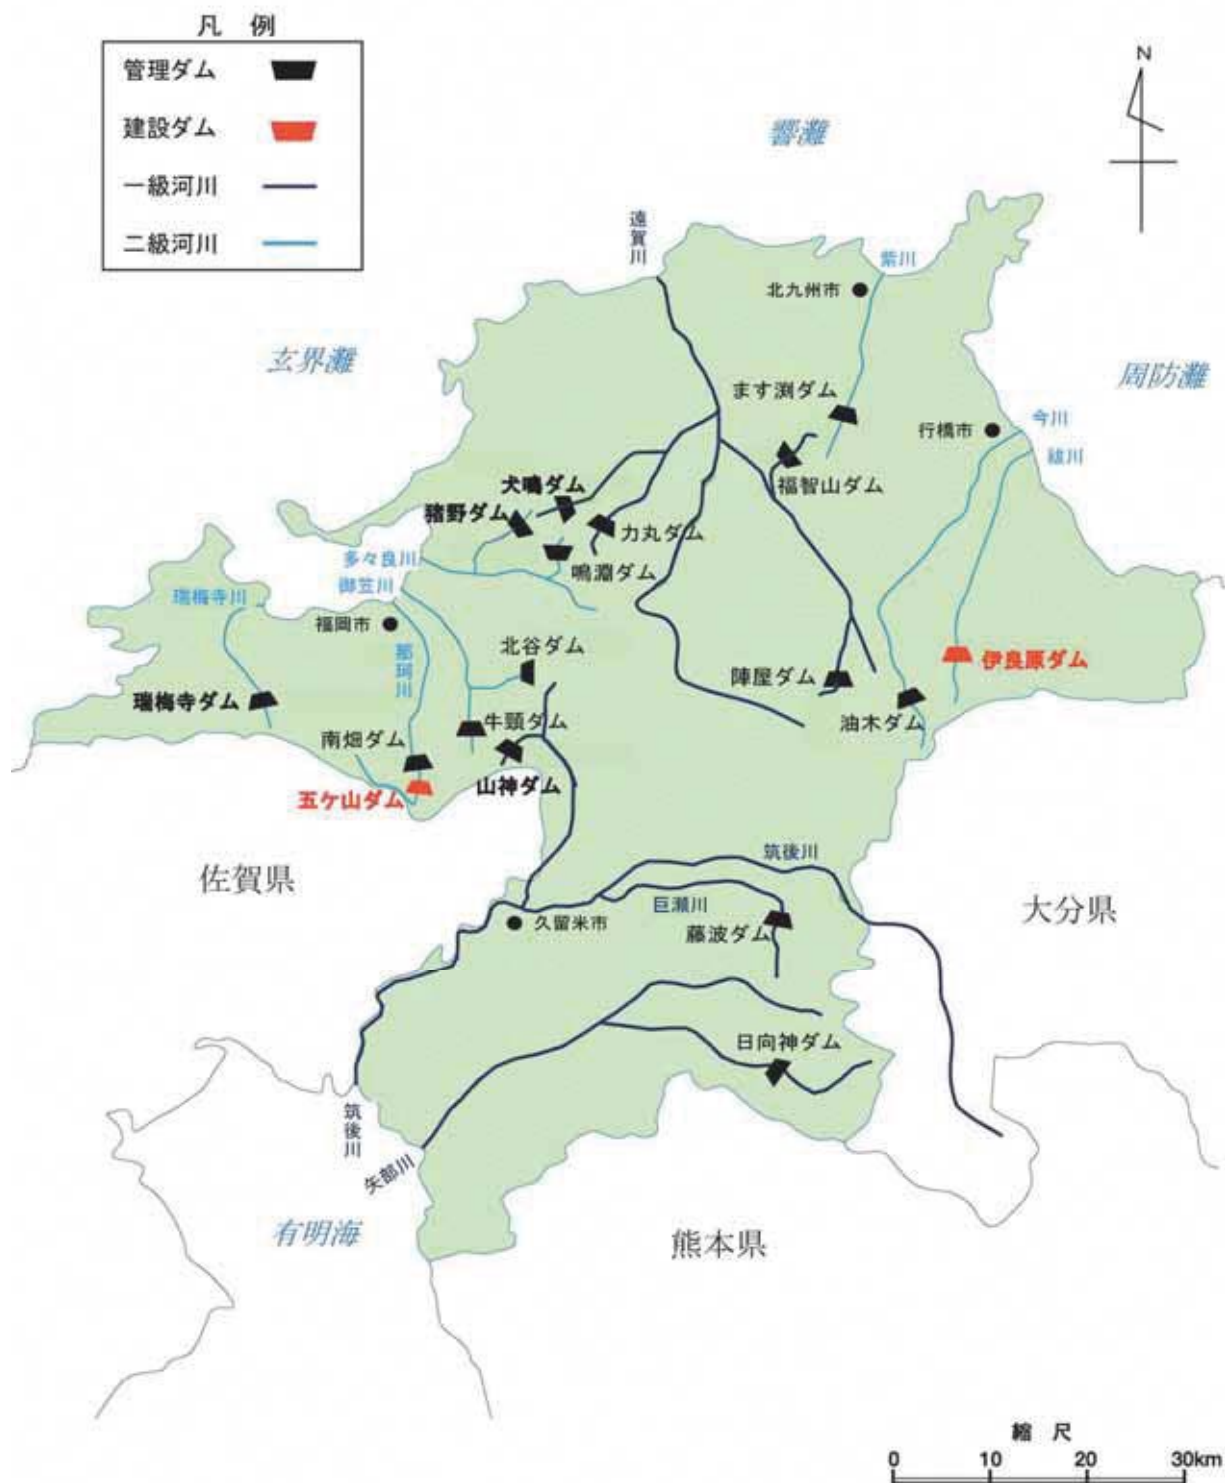 凡 例
管理ダム
建設ダム
一級河川
二級河川
N
響灘
遠賀川
紫川
北九州市
玄界灘
周防灘
ます渕ダム
行橋市
今川
祓川
福智山ダム
犬鳴ダム
猪野ダム
力丸ダム
多々良川
鳴淵ダム
御笠川
瑞梅寺川
福岡市
北谷ダム
那珂川
伊良原ダム
陣屋ダム
瑞梅寺ダム
油木ダム
牛頸ダム
南畑ダム
山神ダム
五ケ山ダム
筑後川
佐賀県
巨瀬川
大分県
久留米市
藤波ダム
日向神ダム
筑後川
矢部川
有明海
熊本県
縮 尺
0 10 20 30km